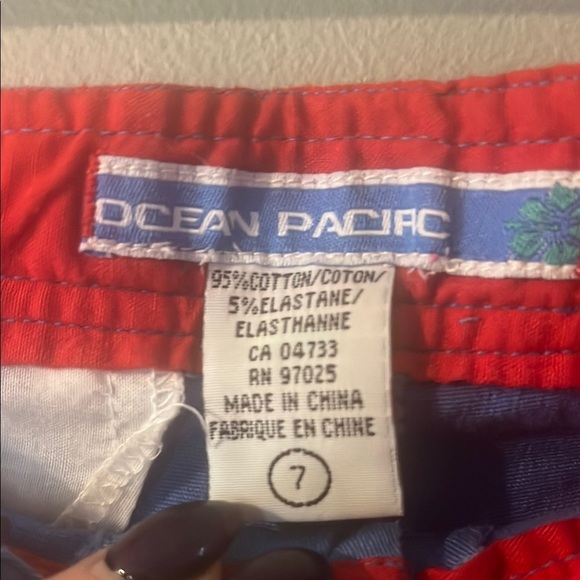 OCEAN PACIFIC
95%COTTON/COTON/
5%ELASTANE/
ELASTHANNE
CA 04733
RN 97025
MADE IN CHINA
FABRIQUE EN CHINE
7